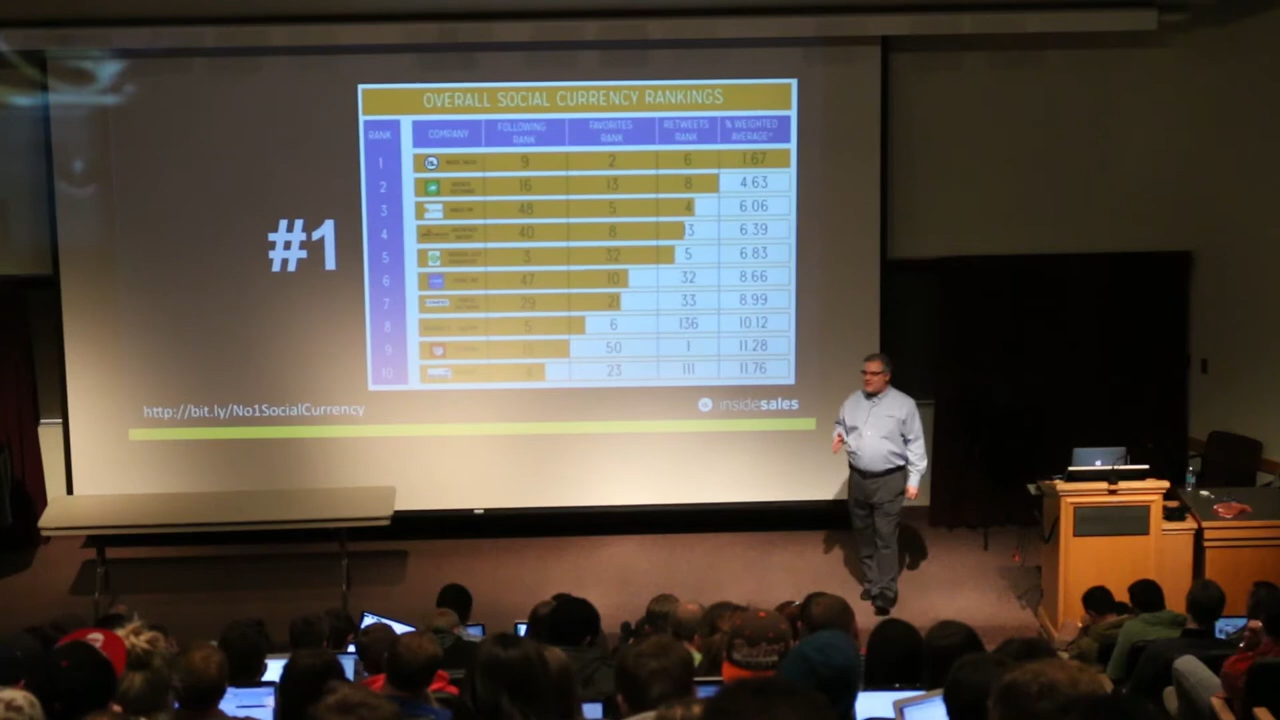 OVERALL SOCIAL CURRENCY RANKINGS
RANK COMPANY FOLLOWING RANK FAVORITES RANK RETWEETS RANK % WEIGHTED AVERAGE*
1 is. 9 2 6 1.67
2 16 13 8 4.63
3 48 5 4 6.06
4 40 8 13 6.39
5 3 32 5 6.83
6 47 10 32 8.66
7 29 21 33 8.99
8 5 6 136 10.12
9 50 1 11.28
10 23 111 11.76
#1
http://bit.ly/No1SocialCurrency
is. insidesales